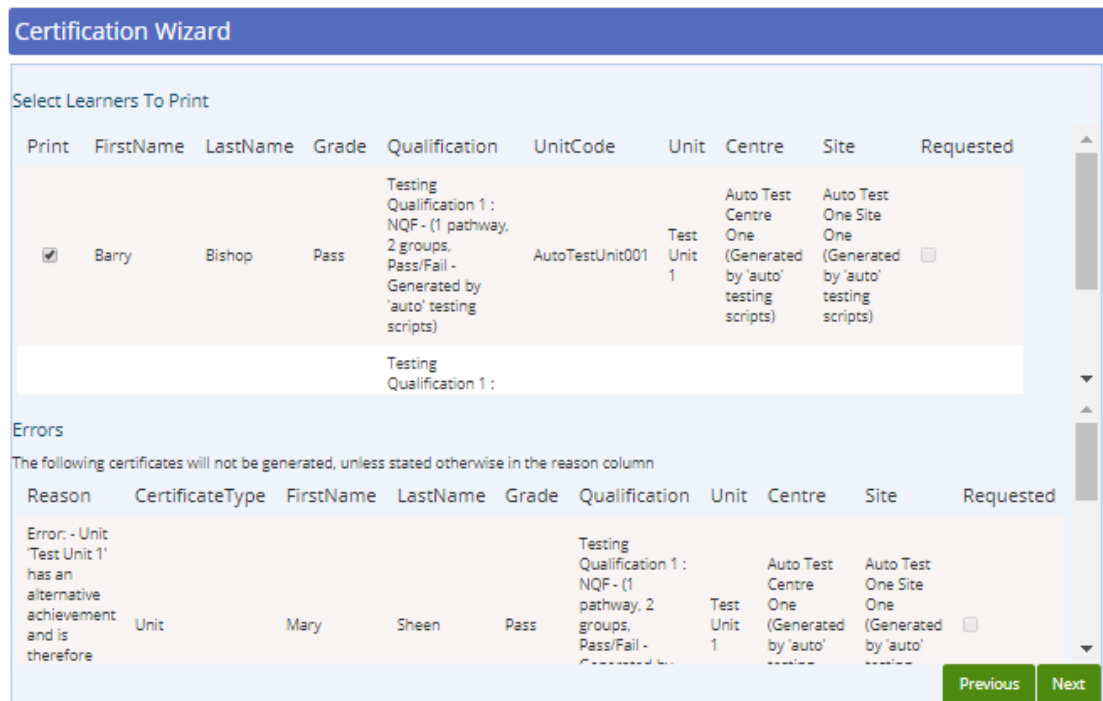 Certification Wizard
Select Learners To Print
Print FirstName LastName Grade Qualification UnitCode Unit Centre Site Requested
Barry
Bishop
Pass
Testing
Qualification 1 :
NQF - (1 pathway,
2 groups,
Pass/Fail -
Generated by
'auto' testing
scripts)
AutoTestUnit001
Test
Unit
1
Auto Test
Centre
One
(Generated
by 'auto'
testing
scripts)
Auto Test
One Site
One
(Generated
by 'auto'
testing
scripts)
Testing
Qualification 1 :
Errors
The following certificates will not be generated, unless stated otherwise in the reason column
Reason CertificateType FirstName LastName Grade Qualification Unit Centre Site Requested
Error: - Unit
'Test Unit 1'
has an
alternative
achievement
and is
therefore
Unit
Mary
Sheen
Pass
Testing
Qualification 1 :
NQF - (1
pathway, 2
groups,
Pass/Fail -
Generated by
Test
Unit
1
Auto Test
Centre
One
(Generated
by 'auto'
testing
Auto Test
One Site
One
(Generated
by 'auto'
testing
Previous
Next